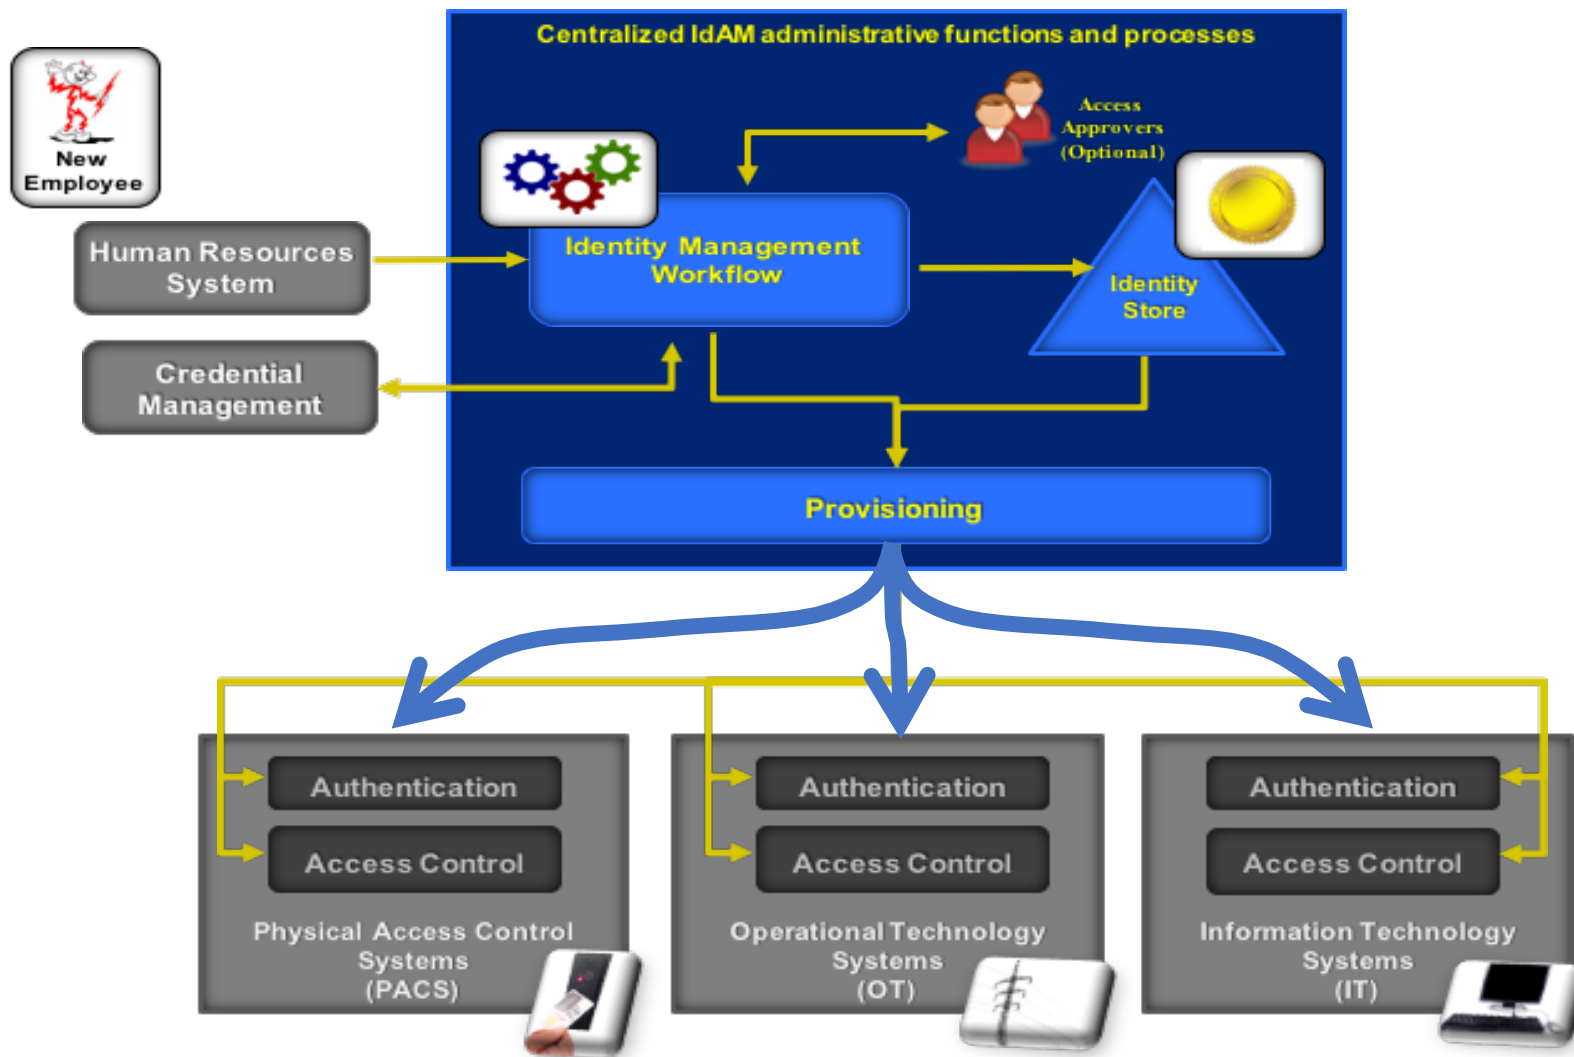 Centralized IdAM administrative functions and processes
New
Employee
Access
Approvers
(Optional)
Human Resources
System
Identity Management
Workflow
Identity
Store
Credential
Management
Provisioning
Authentication
Access Control
Physical Access Control
Systems
(PACS)
Authentication
Access Control
Operational Technology
Systems
(OT)
Authentication
Access Control
Information Technology
Systems
(IT)